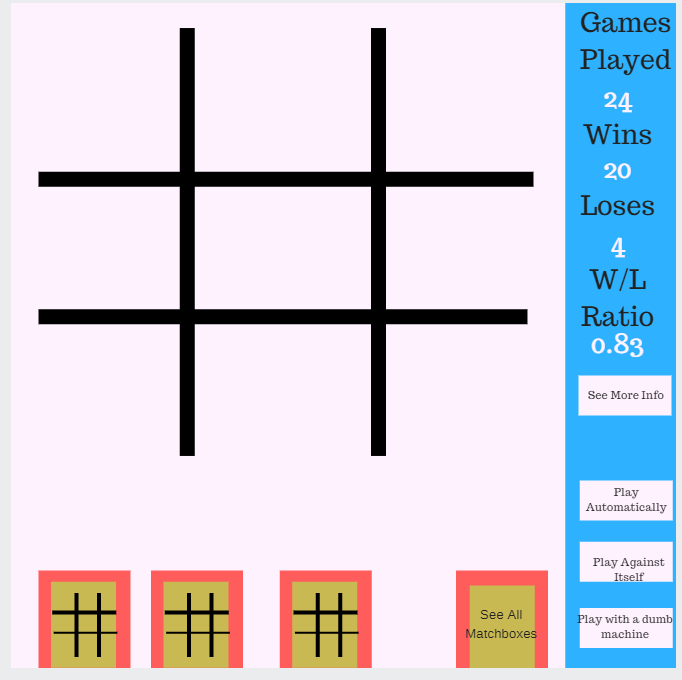 Games
Played
24
Wins
20
Loses
4
W/L
Ratio
0.83
See More Info
Play
Automatically
Play Against
Itself
Play with a dumb
machine
See All
Matchboxes